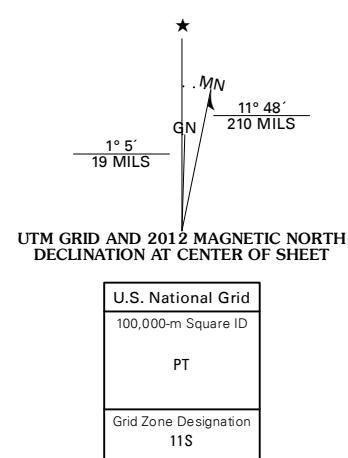 ★
MN
GN
11° 48´
210 MILS
1° 5´
19 MILS
UTM GRID AND 2012 MAGNETIC NORTH
DECLINATION AT CENTER OF SHEET
U.S. National Grid
100,000-m Square ID
PT
Grid Zone Designation
11S